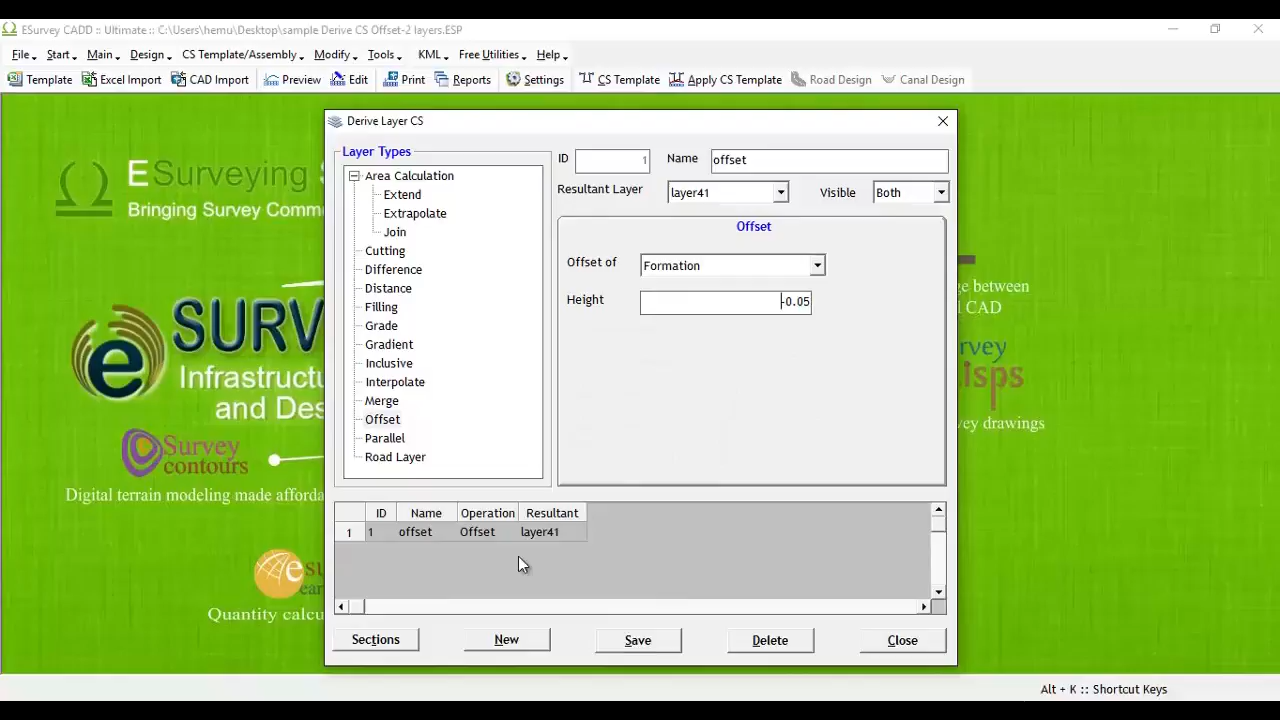 ESurvey CADD :: Ultimate :: C:\Users\hemu\Desktop\sample Derive CS Offset-2 layers.ESP
File Start Main Design CS Template/Assembly Modify Tools KML Free Utilities Help
Template Excel Import CAD Import Preview Edit Print Reports Settings CS Template Apply CS Template Road Design Canal Design
Derive Layer CS
Layer Types
Area Calculation
Extend
Extrapolate
Join
Cutting
Difference
Distance
Filling
Grade
Gradient
Inclusive
Interpolate
Merge
Offset
Parallel
Road Layer
ID 1 Name offset
Resultant Layer layer41 Visible Both
Offset
Offset of Formation
Height -0.05
ID Name Operation Resultant
1 1 offset Offset layer41
Sections New Save Delete Close
ESurveying S
Bringing Survey Comm
e SURV
Infrastructu
and Des
Survey
contours
Digital terrain modeling made afforda
esu
ear
Quantity calcu
ge between
CAD
rvey
isps
vey drawings
Alt + K :: Shortcut Keys